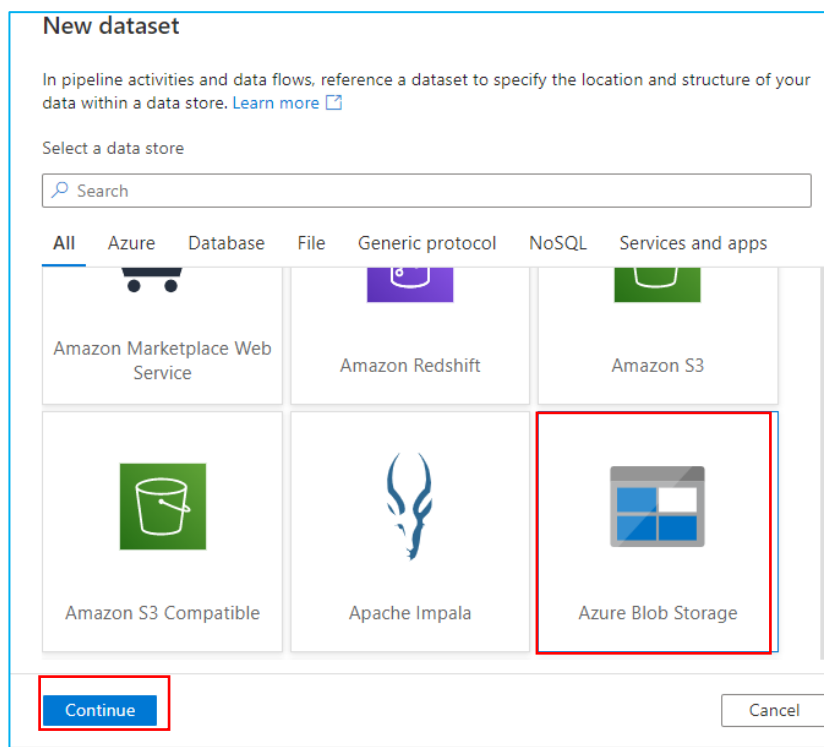 New dataset
In pipeline activities and data flows, reference a dataset to specify the location and structure of your
data within a data store. Learn more
Select a data store
Search
All Azure Database File Generic protocol NoSQL Services and apps
Amazon Marketplace Web
Service
Amazon Redshift
Amazon S3
Amazon S3 Compatible
Apache Impala
Azure Blob Storage
Continue
Cancel